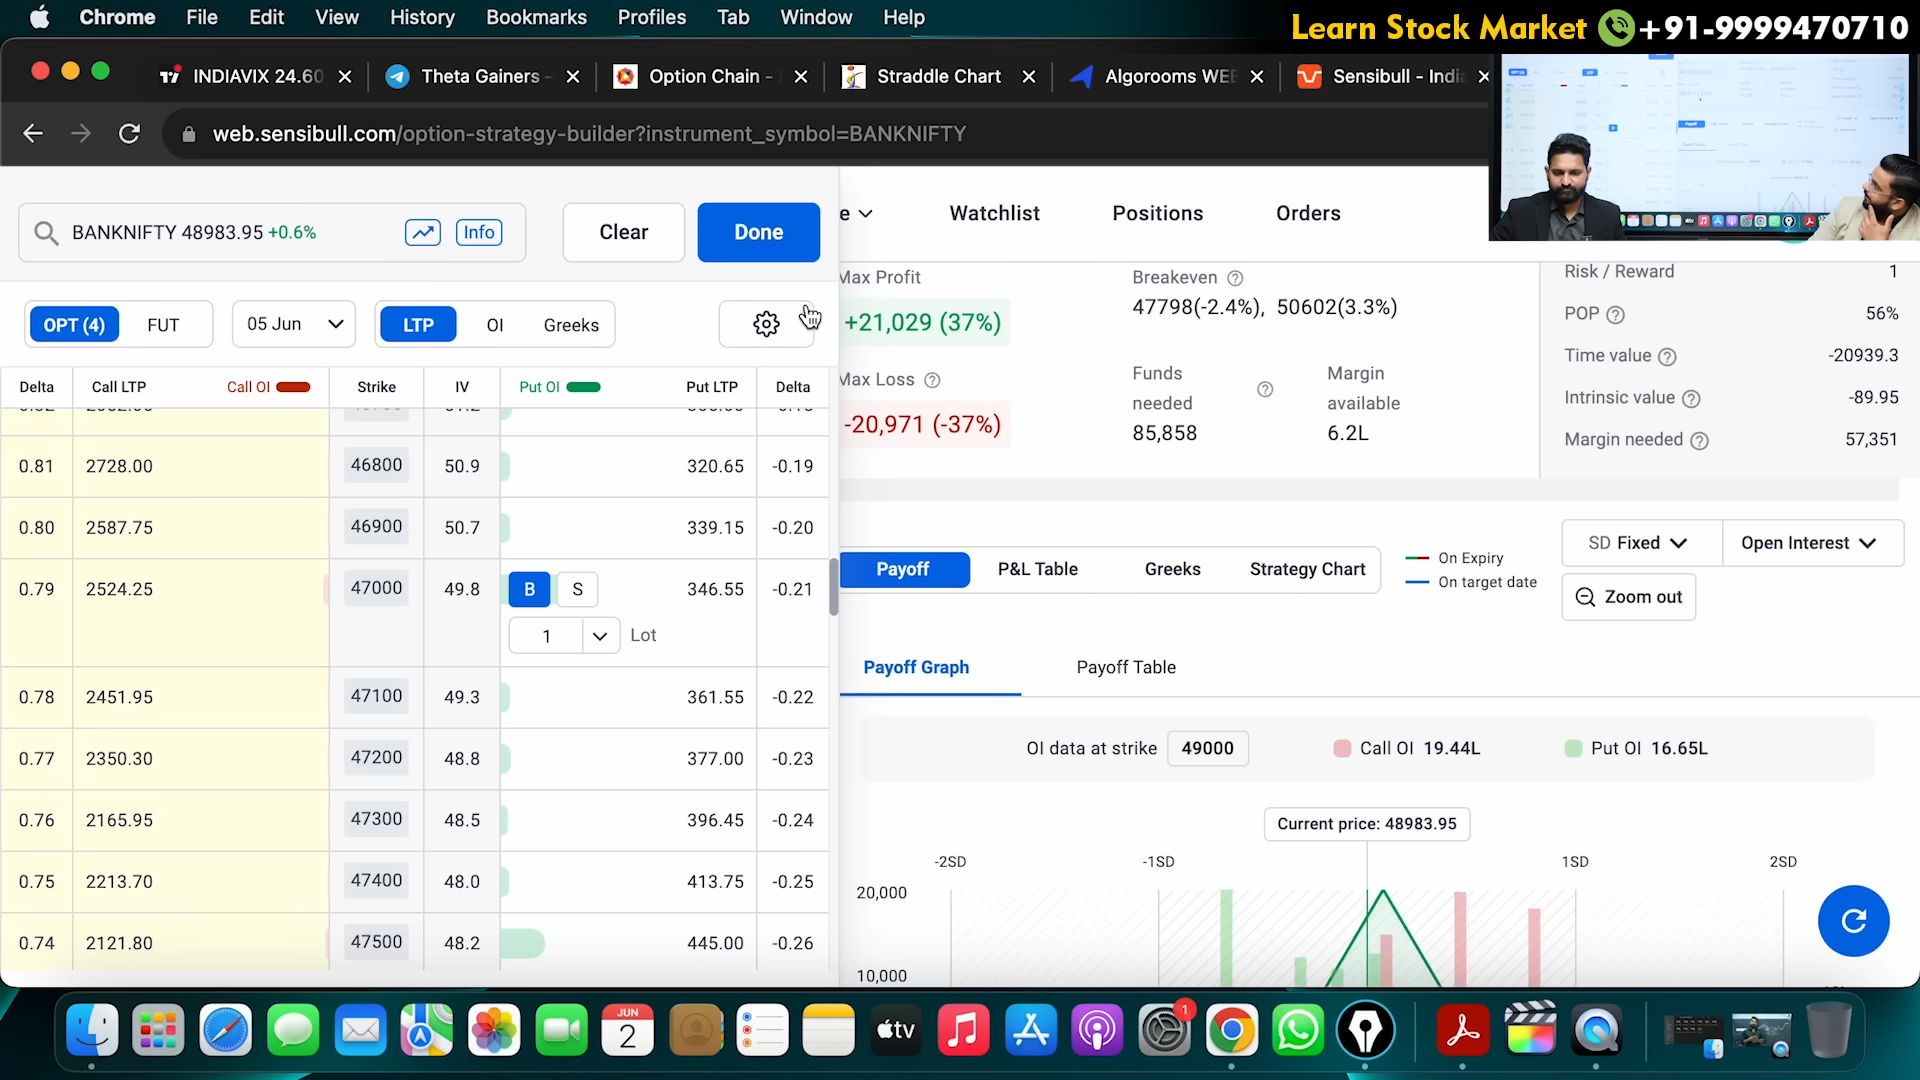 Chrome File Edit View History Bookmarks Profiles Tab Window Help
Learn Stock Market +91-9999470710
INDIAVIX 24.60
Theta Gainers -
Option Chain -
Straddle Chart
Algorooms WEE
Sensibull - India
web.sensibull.com/option-strategy-builder?instrument_symbol=BANKNIFTY
BANKNIFTY 48983.95 +0.6% Info Clear Done
OPT (4) FUT 05 Jun LTP OI Greeks
Delta Call LTP Call OI Strike IV Put OI Put LTP Delta
0.81 2728.00 46800 50.9 320.65 -0.19
0.80 2587.75 46900 50.7 339.15 -0.20
0.79 2524.25 47000 49.8 B S 346.55 -0.21
1 Lot
0.78 2451.95 47100 49.3 361.55 -0.22
0.77 2350.30 47200 48.8 377.00 -0.23
0.76 2165.95 47300 48.5 396.45 -0.24
0.75 2213.70 47400 48.0 413.75 -0.25
0.74 2121.80 47500 48.2 445.00 -0.26
e Watchlist Positions Orders
Max Profit
+21,029 (37%)
Max Loss
-20,971 (-37%)
Breakeven
47798(-2.4%), 50602(3.3%)
Funds needed
85,858
Margin available
6.2L
Risk / Reward 1
POP 56%
Time value -20939.3
Intrinsic value -89.95
Margin needed 57,351
Payoff P&L Table Greeks Strategy Chart
On Expiry
On target date
SD Fixed Open Interest
Zoom out
Payoff Graph Payoff Table
OI data at strike 49000 Call OI 19.44L Put OI 16.65L
Current price: 48983.95
-2SD -1SD 1SD 2SD
20,000
10,000
JUN
2
tv
1